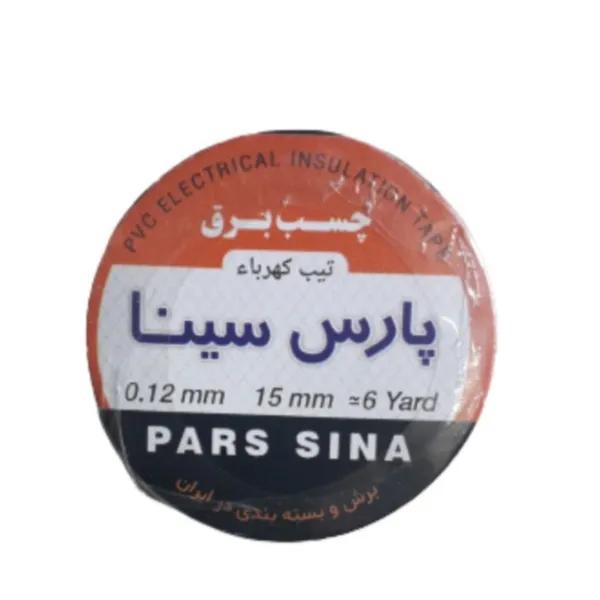 PVC ELECTRICAL INSULATION TAPE
چسب برق
تیب کهرباء
پارس سینا
0.12 mm 15 mm ≃6 Yard
PARS SINA
برش و بسته بندی در ایران